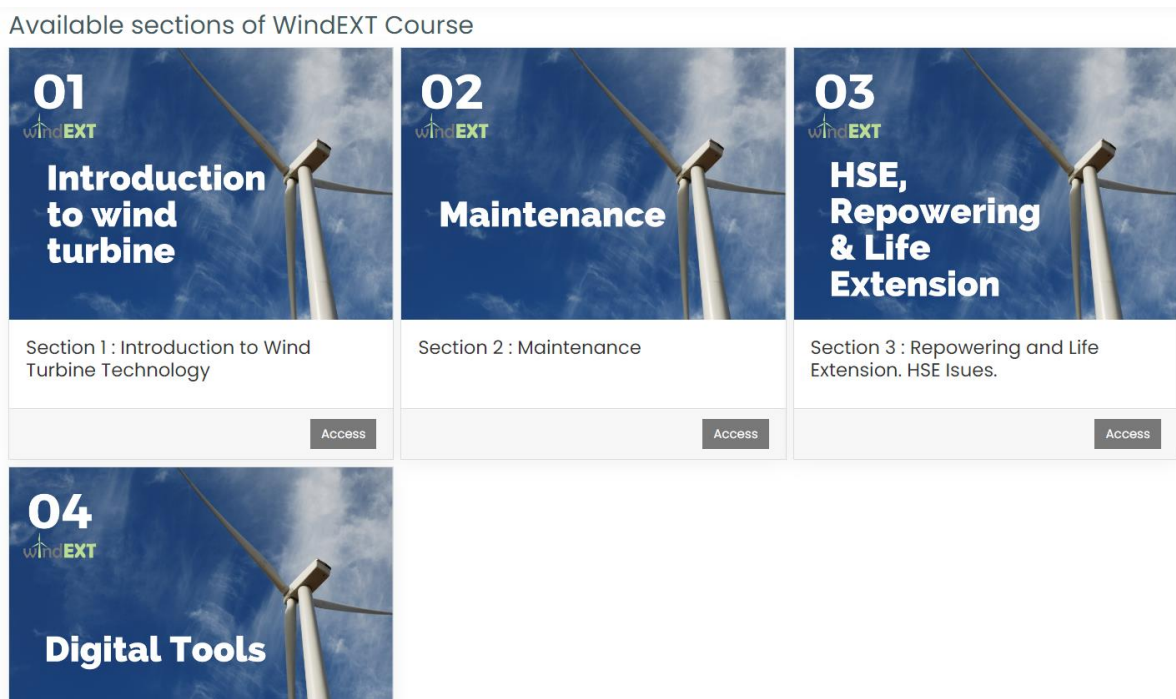 Available sections of WindEXT Course
01
windEXT
Introduction
to wind
turbine
Section 1 : Introduction to Wind
Turbine Technology
Access
02
windEXT
Maintenance
Section 2 : Maintenance
Access
03
windEXT
HSE,
Repowering
& Life
Extension
Section 3 : Repowering and Life
Extension. HSE Isues.
Access
04
windEXT
Digital Tools